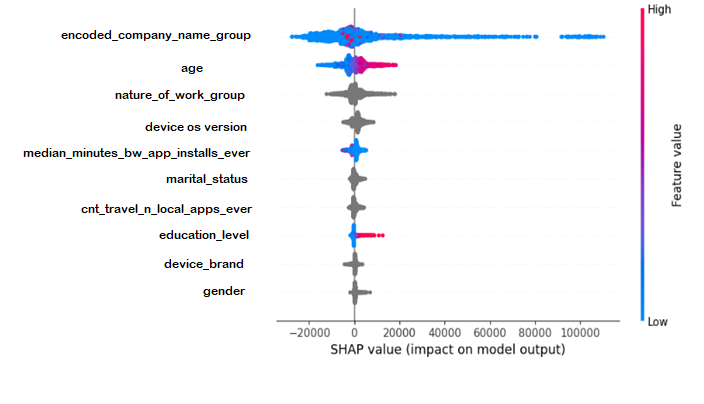 encoded_company_name_group
age
nature_of_work_group
device os version
median_minutes_bw_app_installs_ever
marital_status
cnt_travel_n_local_apps_ever
education_level
device_brand
gender
−20000 0 20000 40000 60000 80000 100000
SHAP value (impact on model output)
High
Feature value
Low